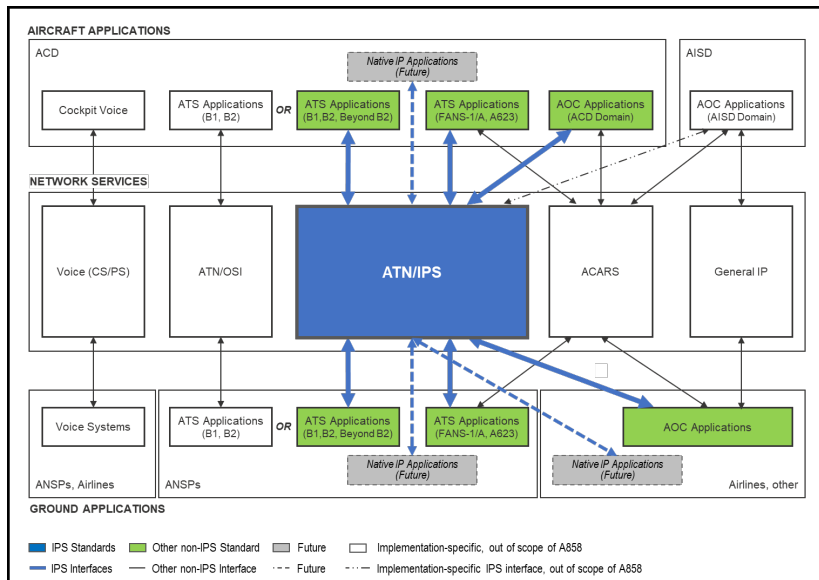 AIRCRAFT APPLICATIONS
ACD
AISD
Native IP Applications
(Future)
Cockpit Voice
ATS Applications
(B1, B2)
OR
ATS Applications
(B1,B2, Beyond B2)
ATS Applications
(FANS-1/A, A623)
AOC Applications
(ACD Domain)
AOC Applications
(AISD Domain)
NETWORK SERVICES
Voice (CS/PS)
ATN/OSI
ATN/IPS
ACARS
General IP
Voice Systems
ATS Applications
(B1, B2)
OR
ATS Applications
(B1,B2, Beyond B2)
ATS Applications
(FANS-1/A, A623)
AOC Applications
Native IP Applications
(Future)
Native IP Applications
(Future)
ANSPs, Airlines
ANSPs
Airlines, other
GROUND APPLICATIONS
IPS Standards
Other non-IPS Standard
Future
Implementation-specific, out of scope of A858
IPS Interfaces
Other non-IPS Interface
Future
Implementation-specific IPS interface, out of scope of A858